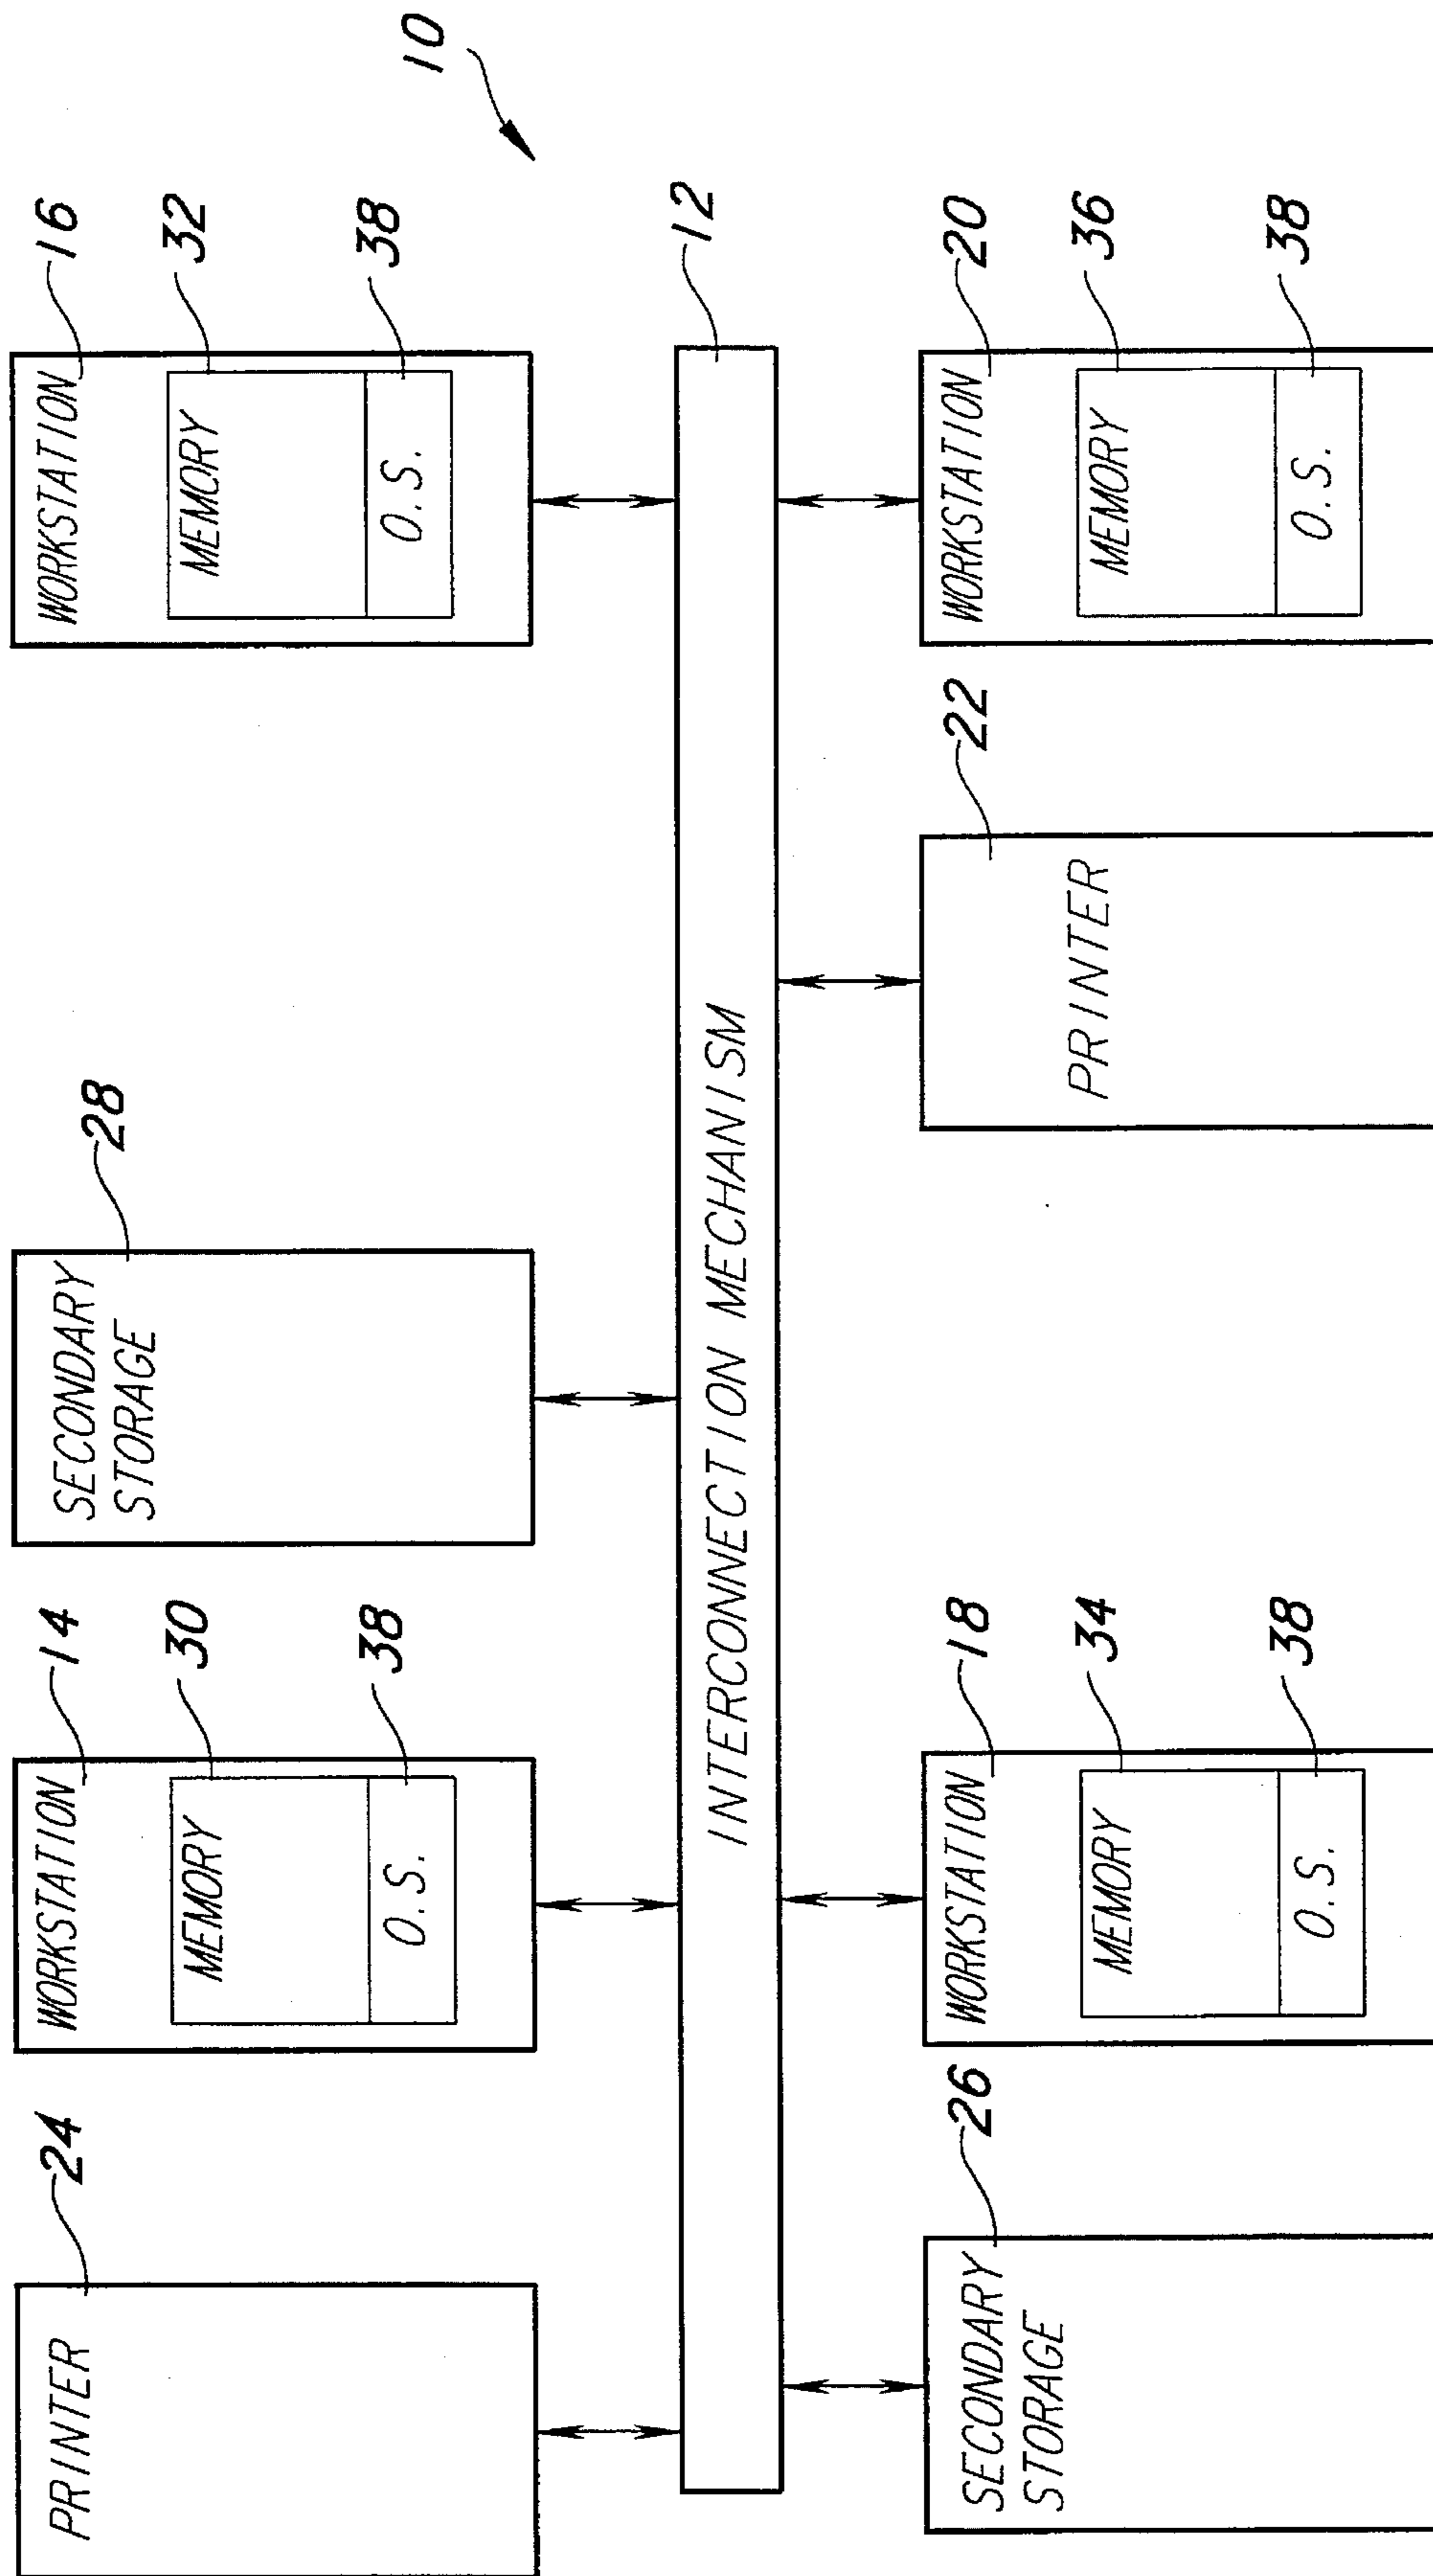 PRINTER
24
WORKSTATION
14
MEMORY
30
O.S.
38
SECONDARY
STORAGE
28
WORKSTATION
16
MEMORY
32
O.S.
38
10
INTERCONNECTION MECHANISM
12
SECONDARY
STORAGE
26
WORKSTATION
18
MEMORY
34
O.S.
38
PRINTER
22
WORKSTATION
20
MEMORY
36
O.S.
38